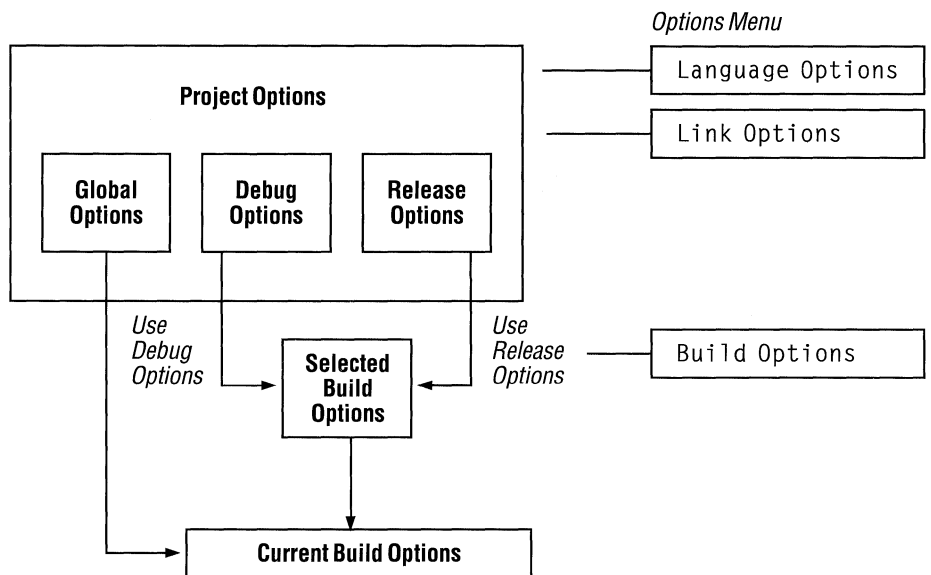 Options Menu
Language Options
Project Options
Link Options
Global
Options
Debug
Options
Release
Options
Use
Debug
Options
Use
Release
Options
Selected
Build
Options
Build Options
Current Build Options